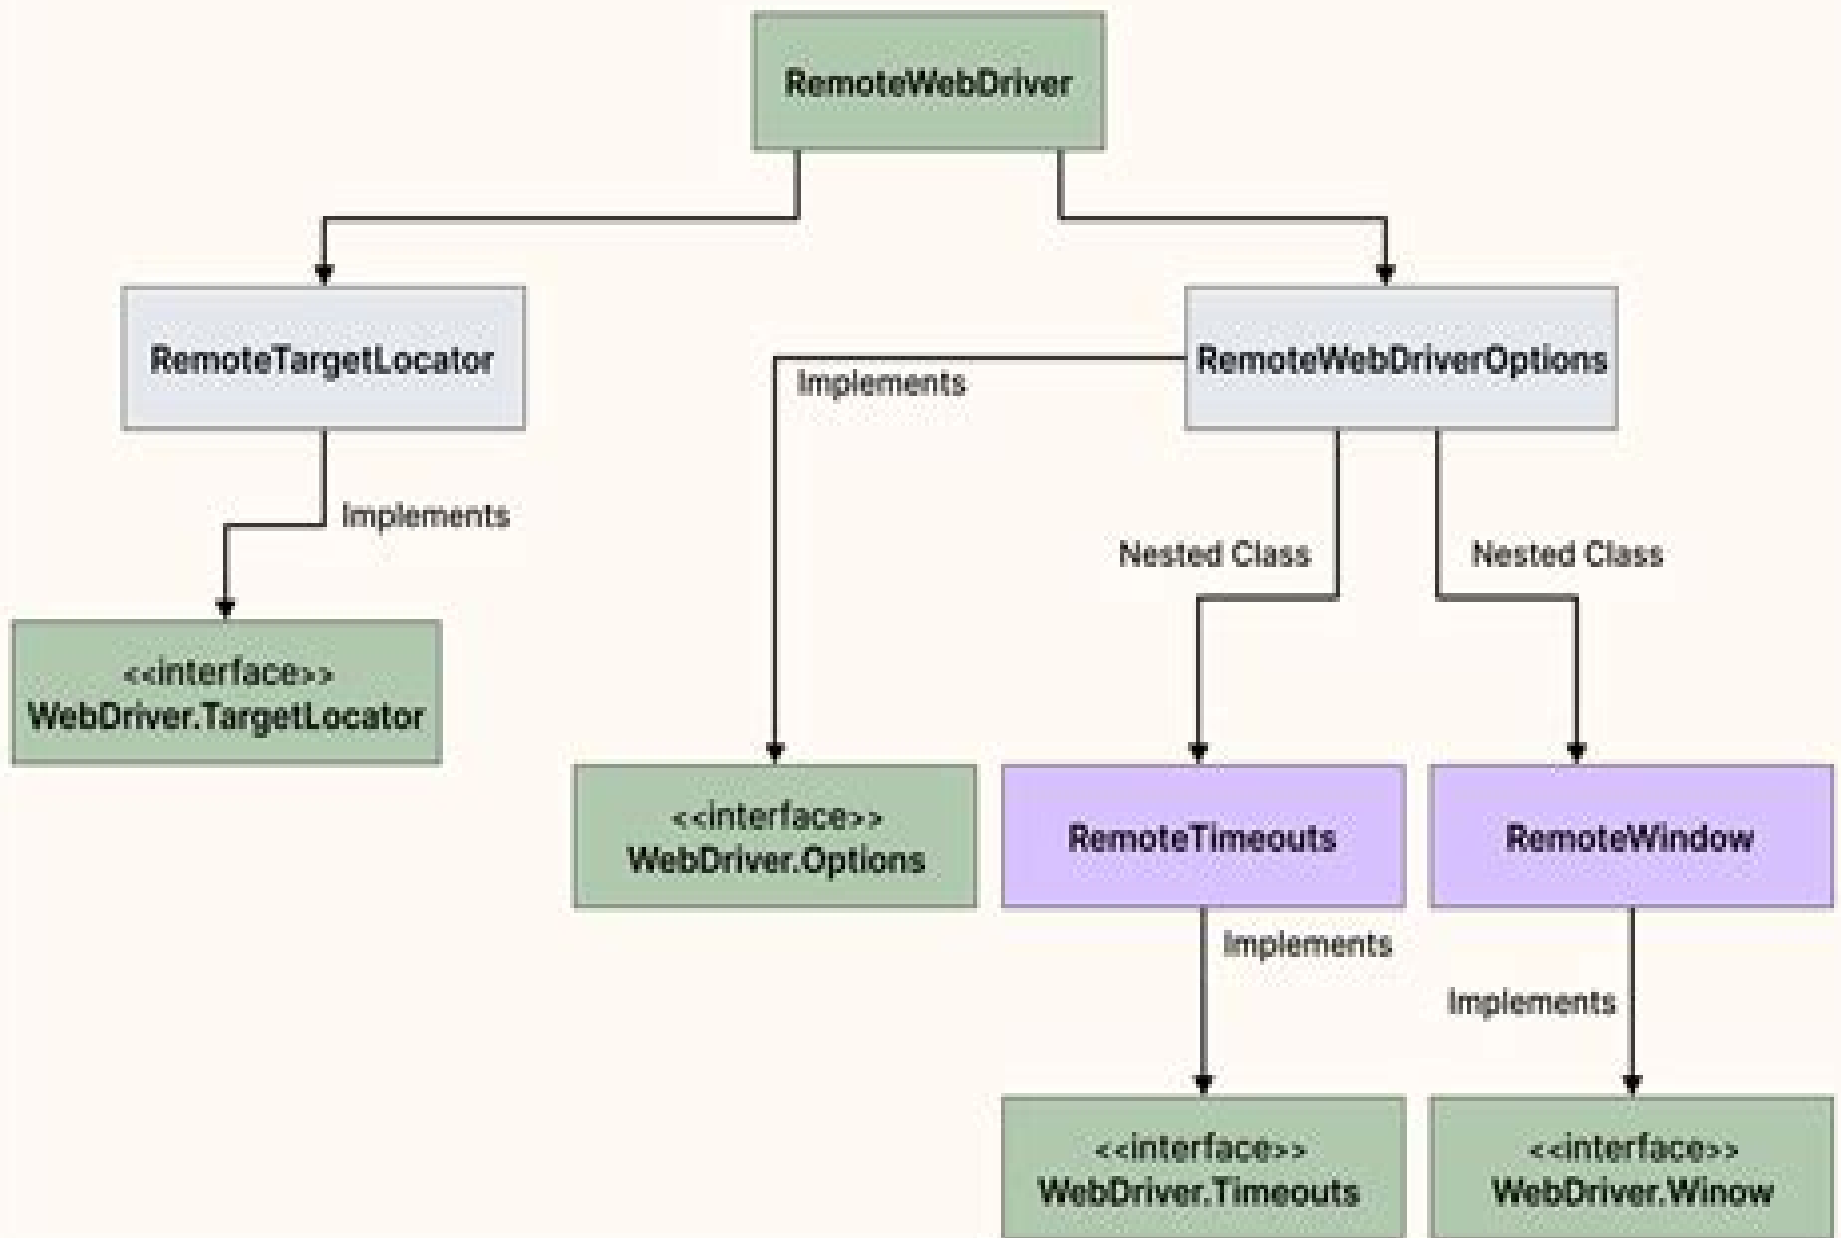 RemoteWebDriver
RemoteTargetLocator
RemoteWebDriverOptions
Implements
Implements
Nested Class
Nested Class
<<interface>>
WebDriver.TargetLocator
<<interface>>
WebDriver.Options
RemoteTimeouts
RemoteWindow
Implements
Implements
<<interface>>
WebDriver.Timeouts
<<interface>>
WebDriver.Winow